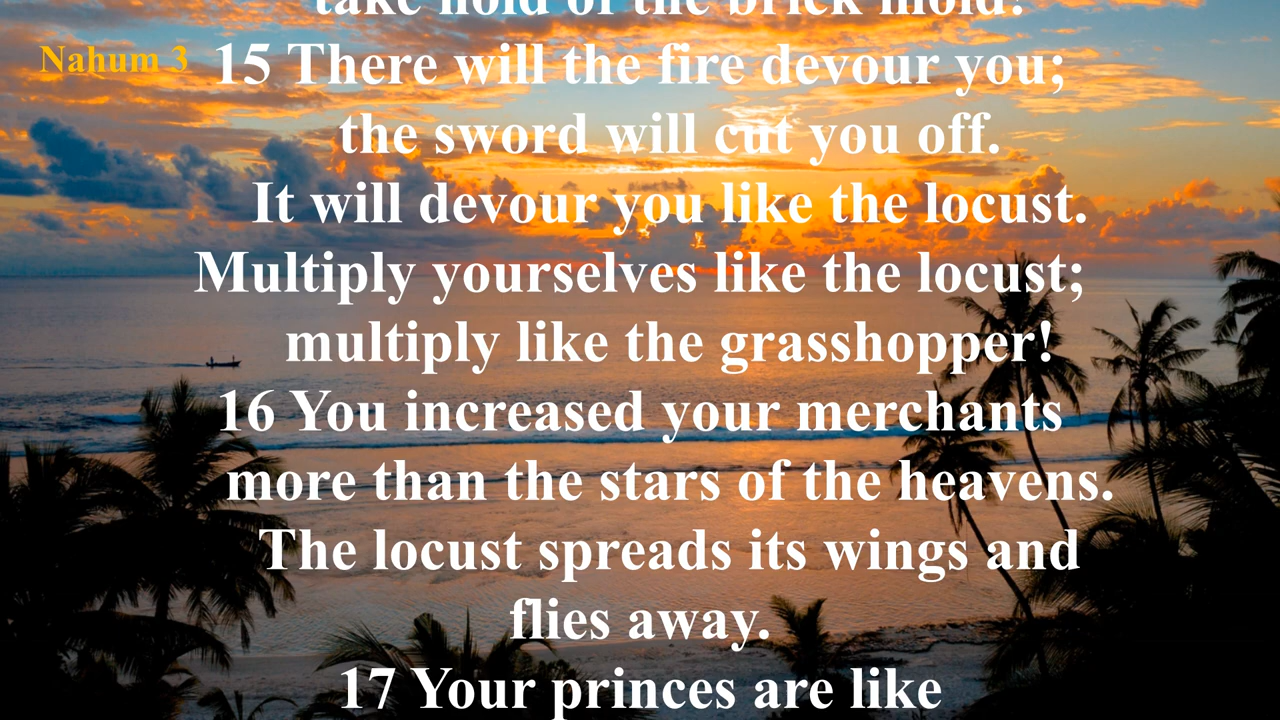 take hold of the brick mold!
Nahum 3
15 There will the fire devour you;
the sword will cut you off.
It will devour you like the locust.
Multiply yourselves like the locust;
multiply like the grasshopper!
16 You increased your merchants
more than the stars of the heavens.
The locust spreads its wings and
flies away.
17 Your princes are like